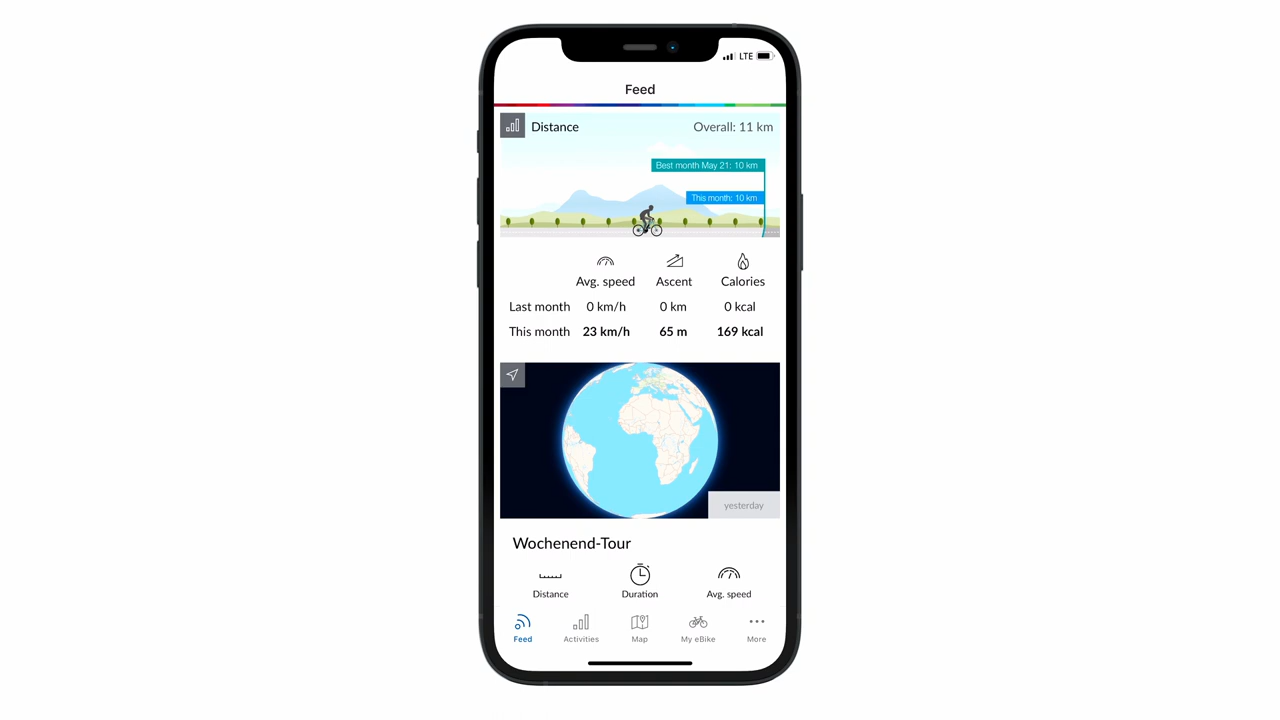 LTE
Feed
Distance Overall: 11 km
Best month May 21: 10 km
This month: 10 km
Avg. speed Ascent Calories
Last month 0 km/h 0 km 0 kcal
This month 23 km/h 65 m 169 kcal
yesterday
Wochenend-Tour
Distance Duration Avg. speed
Feed Activities Map My eBike More